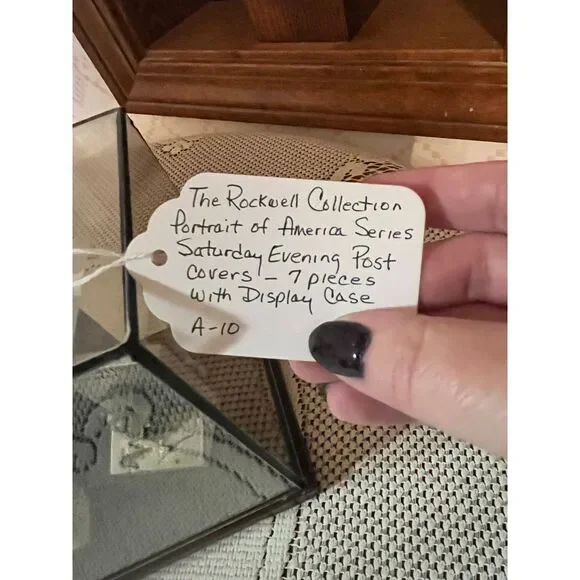 The Rockwell Collection
Portrait of America Series
Saturday Evening Post
covers - 7 pieces
with Display Case
A-10